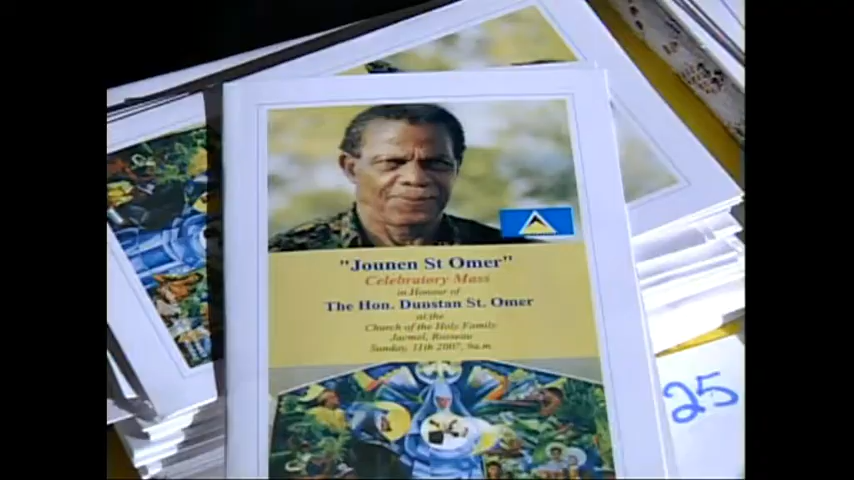 "Jounen St Omer"
Celebratory Mass
in Honour of
The Hon. Dunstan St. Omer
at the
Church of the Holy Family
Jacmel, Roseau
Sunday, 11th 2007, 9a.m.
25